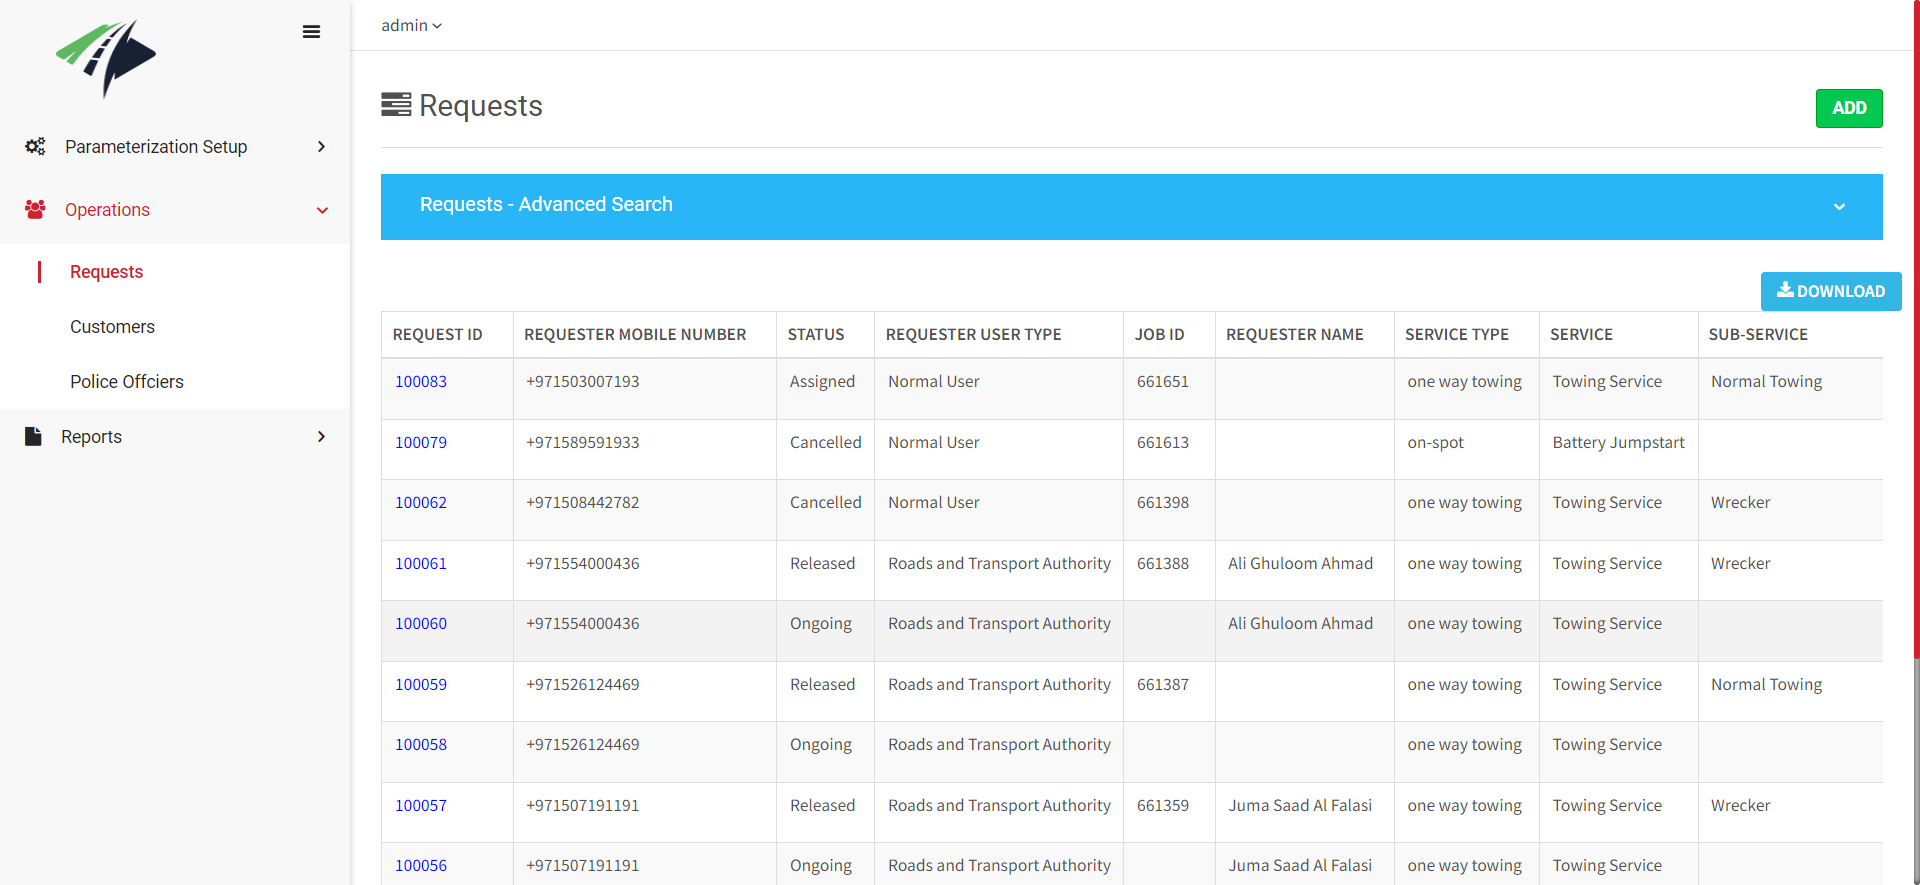 admin
Requests
ADD
Parameterization Setup
Operations
Requests
Customers
Police Offciers
Reports
Requests - Advanced Search
DOWNLOAD
REQUEST ID REQUESTER MOBILE NUMBER STATUS REQUESTER USER TYPE JOB ID REQUESTER NAME SERVICE TYPE SERVICE SUB-SERVICE
100083 +971503007193 Assigned Normal User 661651 one way towing Towing Service Normal Towing
100079 +971589591933 Cancelled Normal User 661613 on-spot Battery Jumpstart
100062 +971508442782 Cancelled Normal User 661398 one way towing Towing Service Wrecker
100061 +971554000436 Released Roads and Transport Authority 661388 Ali Ghuloom Ahmad one way towing Towing Service Wrecker
100060 +971554000436 Ongoing Roads and Transport Authority Ali Ghuloom Ahmad one way towing Towing Service
100059 +971526124469 Released Roads and Transport Authority 661387 one way towing Towing Service Normal Towing
100058 +971526124469 Ongoing Roads and Transport Authority one way towing Towing Service
100057 +971507191191 Released Roads and Transport Authority 661359 Juma Saad Al Falasi one way towing Towing Service Wrecker
100056 +971507191191 Ongoing Roads and Transport Authority Juma Saad Al Falasi one way towing Towing Service